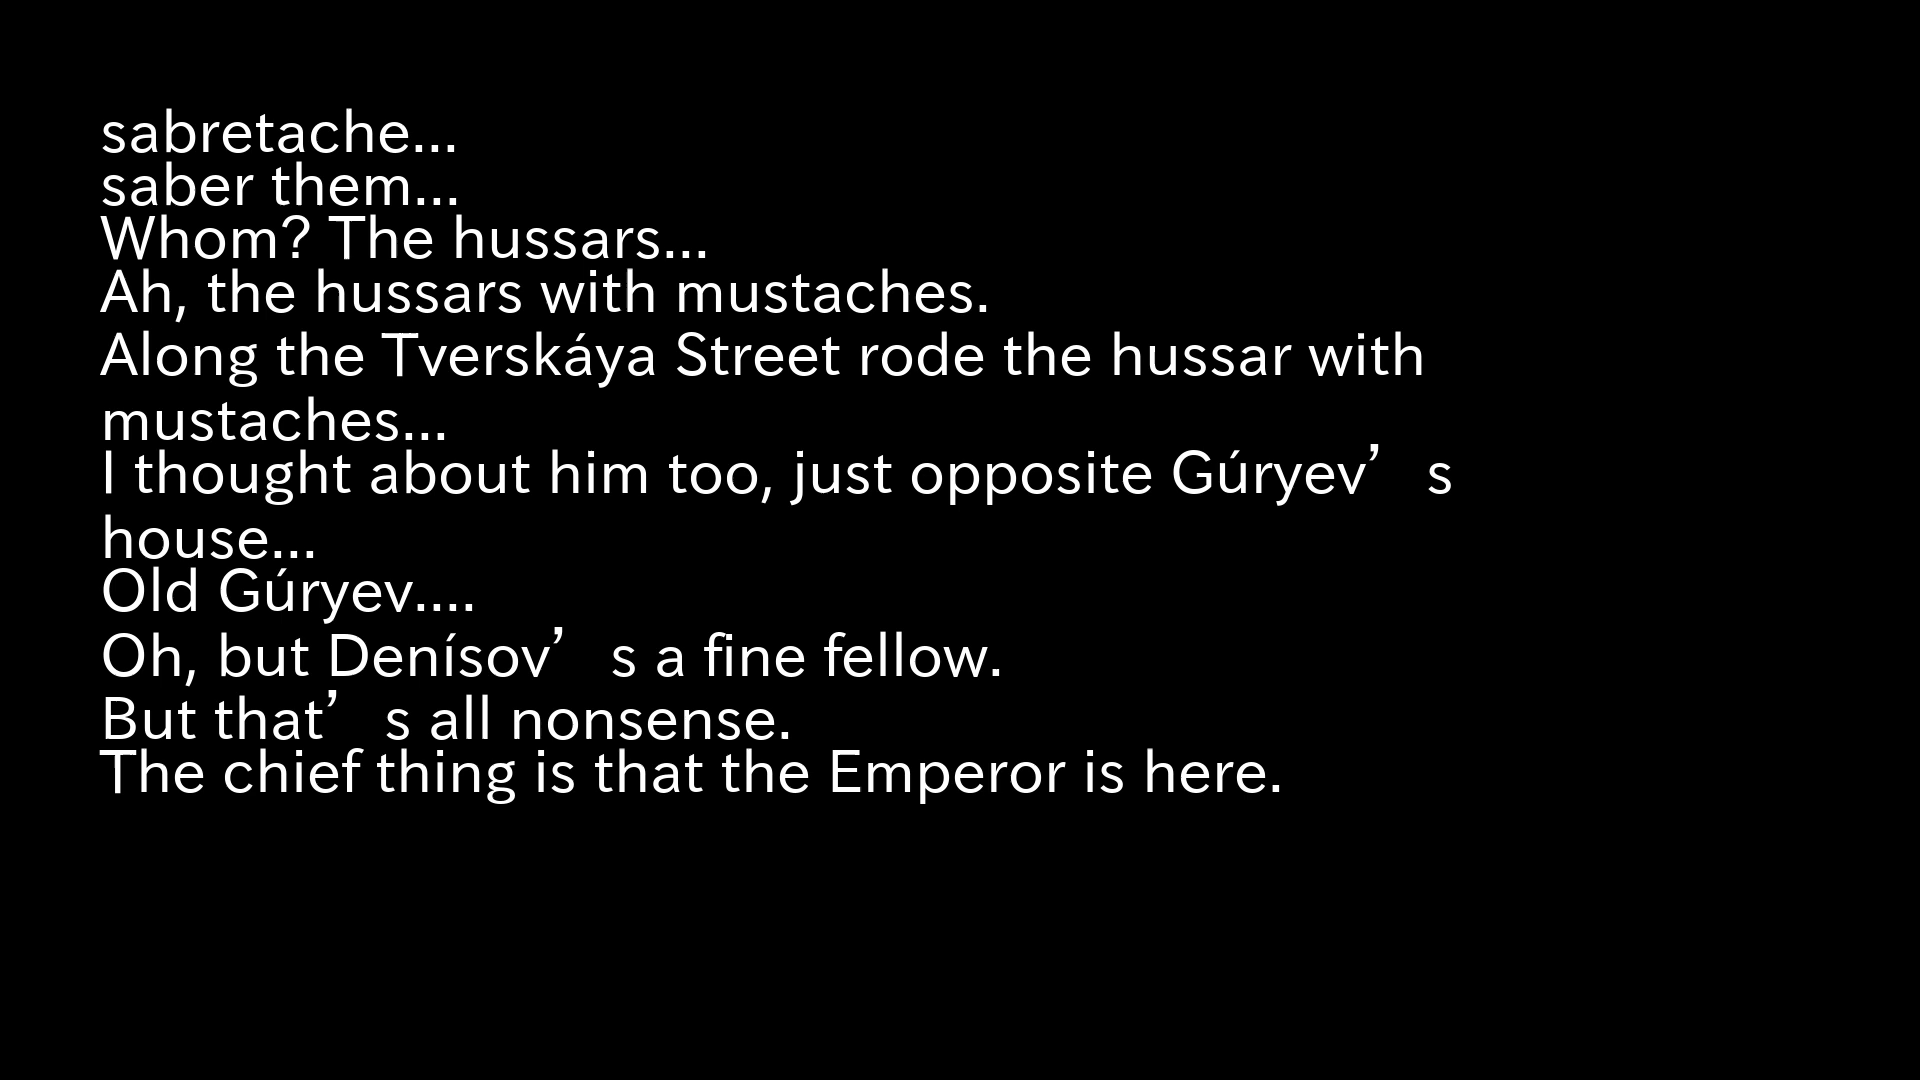 sabretache...
saber them...
Whom? The hussars...
Ah, the hussars with mustaches.
Along the Tverskáya Street rode the hussar with
mustaches...
I thought about him too, just opposite Gúryev’s
house...
Old Gúryev....
Oh, but Denísov’s a fine fellow.
But that’s all nonsense.
The chief thing is that the Emperor is here.